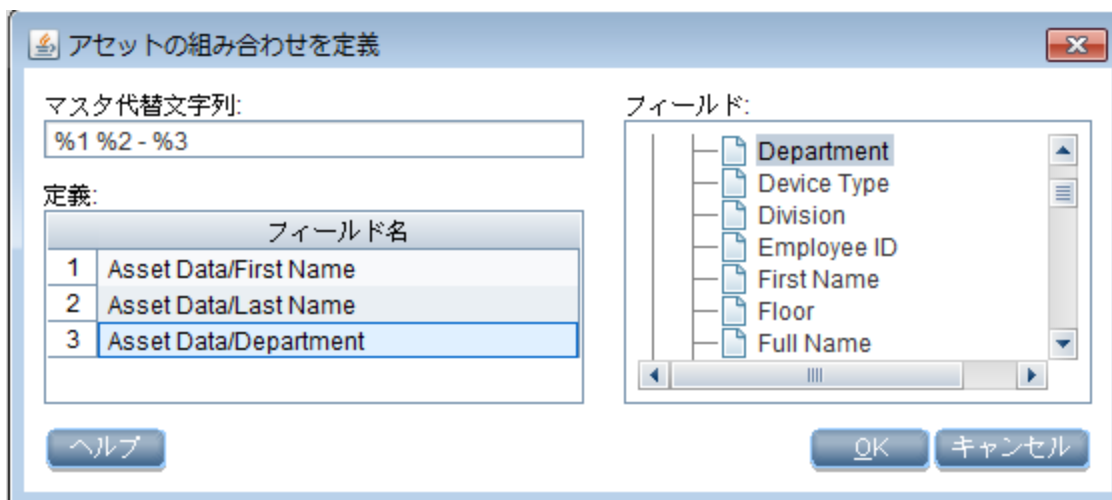 アセットの組み合わせを定義
マスタ代替文字列:
%1 %2 - %3
定義:
フィールド名
1 Asset Data/First Name
2 Asset Data/Last Name
3 Asset Data/Department
フィールド:
Department
Device Type
Division
Employee ID
First Name
Floor
Full Name
ヘルプ
OK
キャンセル